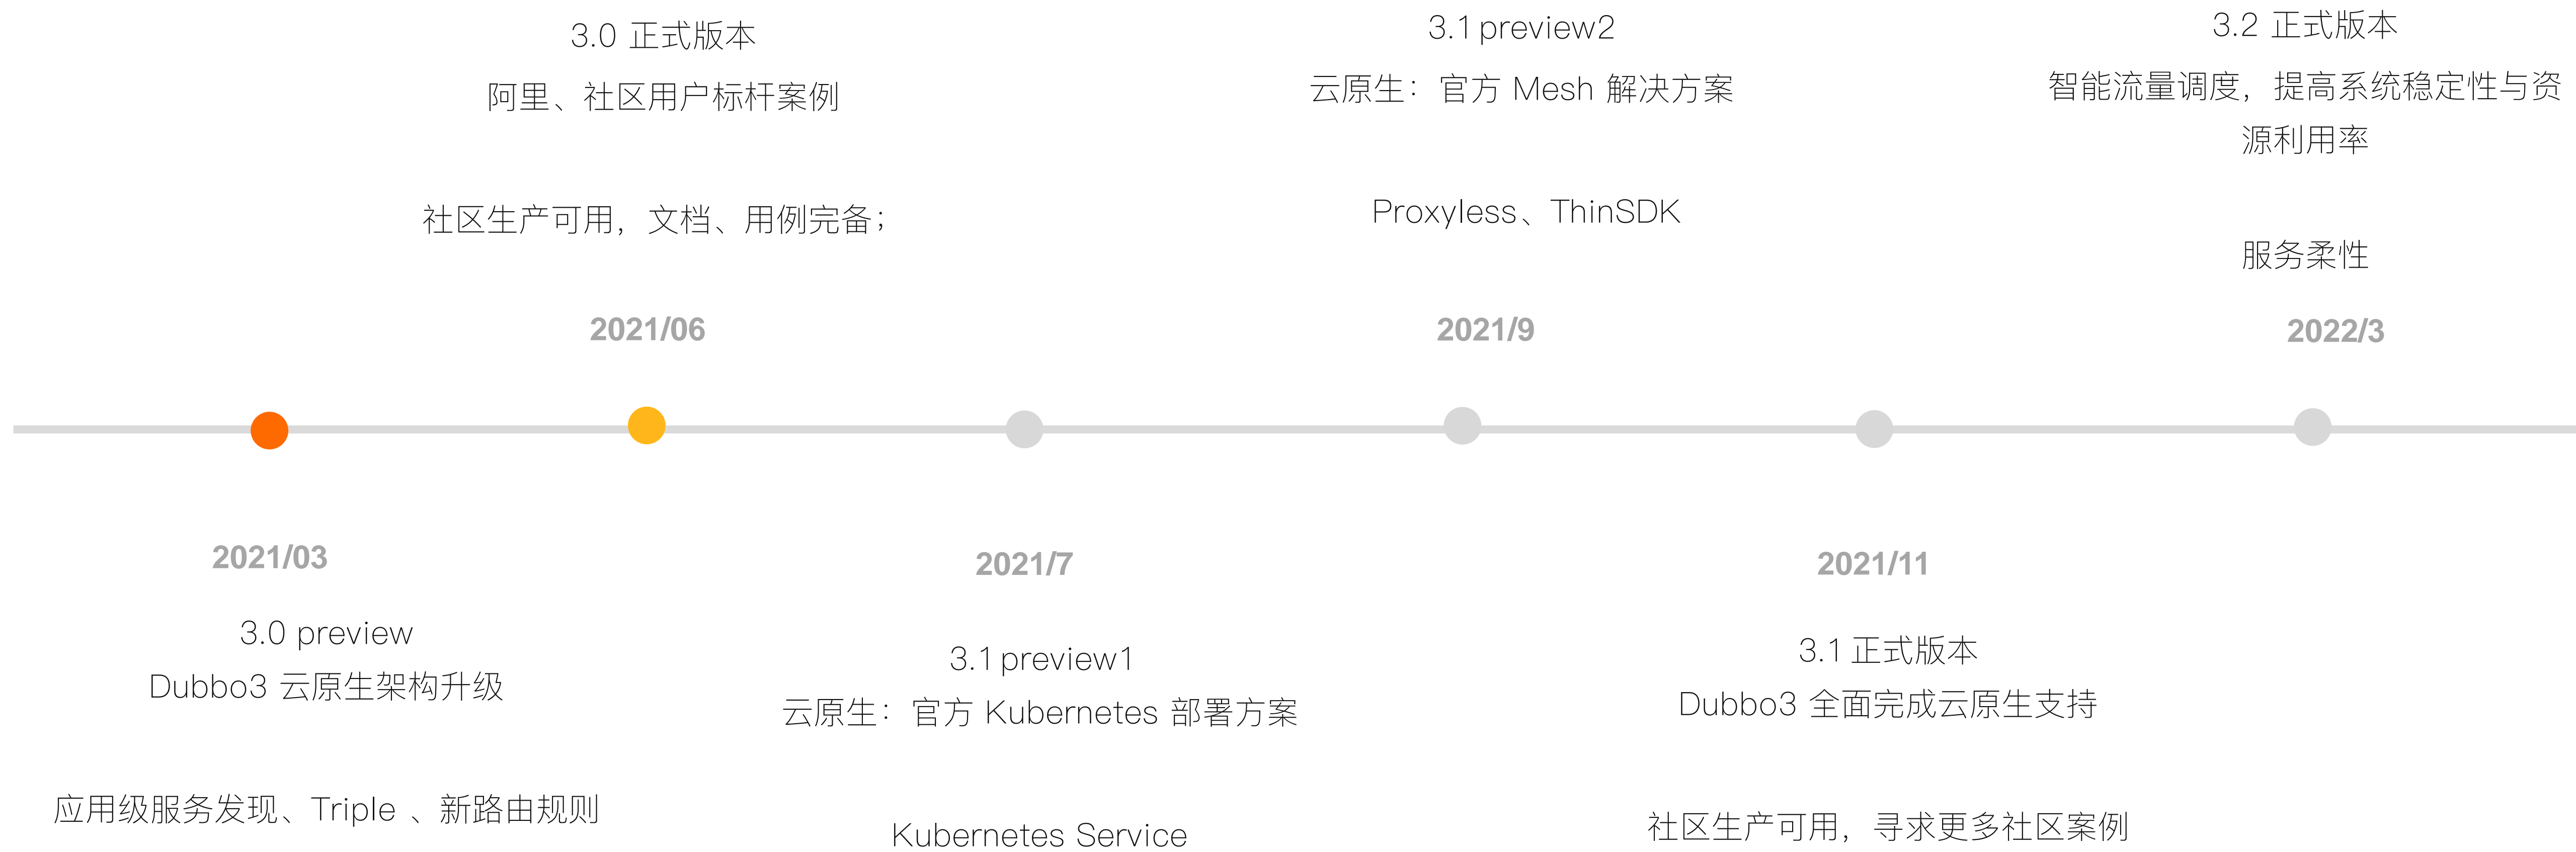 3.0 正式版本
阿里、社区用户标杆案例
社区生产可用，文档、用例完备；
2021/06
3.1 preview2
云原生：官方 Mesh 解决方案
Proxyless、ThinSDK
2021/9
3.2 正式版本
智能流量调度，提高系统稳定性与资
源利用率
服务柔性
2022/3
2021/03
3.0 preview
Dubbo3 云原生架构升级
应用级服务发现、Triple 、新路由规则
2021/7
3.1 preview1
云原生：官方 Kubernetes 部署方案
Kubernetes Service
2021/11
3.1 正式版本
Dubbo3 全面完成云原生支持
社区生产可用，寻求更多社区案例